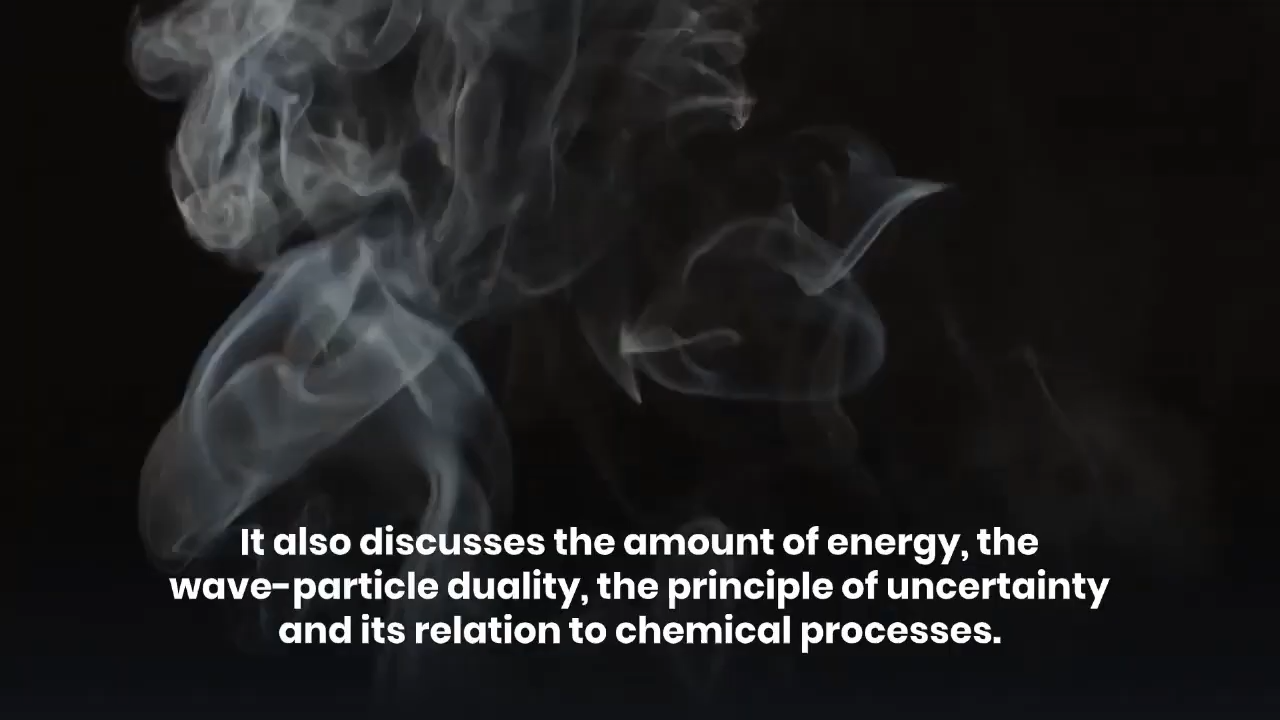 It also discusses the amount of energy, the
wave-particle duality, the principle of uncertainty
and its relation to chemical processes.